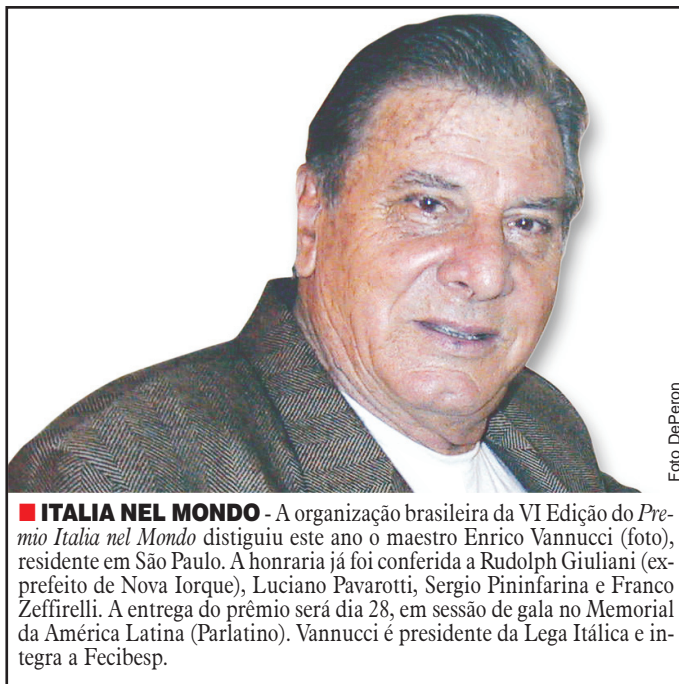 Foto DePeron
■ ITALIA NEL MONDO - A organização brasileira da VI Edição do Pre-
mio Italia nel Mondo distiguiu este ano o maestro Enrico Vannucci (foto),
residente em São Paulo. A honraria já foi conferida a Rudolph Giuliani (ex-
prefeito de Nova Iorque), Luciano Pavarotti, Sergio Pininfarina e Franco
Zeffirelli. A entrega do prêmio será dia 28, em sessão de gala no Memorial
da América Latina (Parlatino). Vannucci é presidente da Lega Itálica e in-
tegra a Fecibesp.